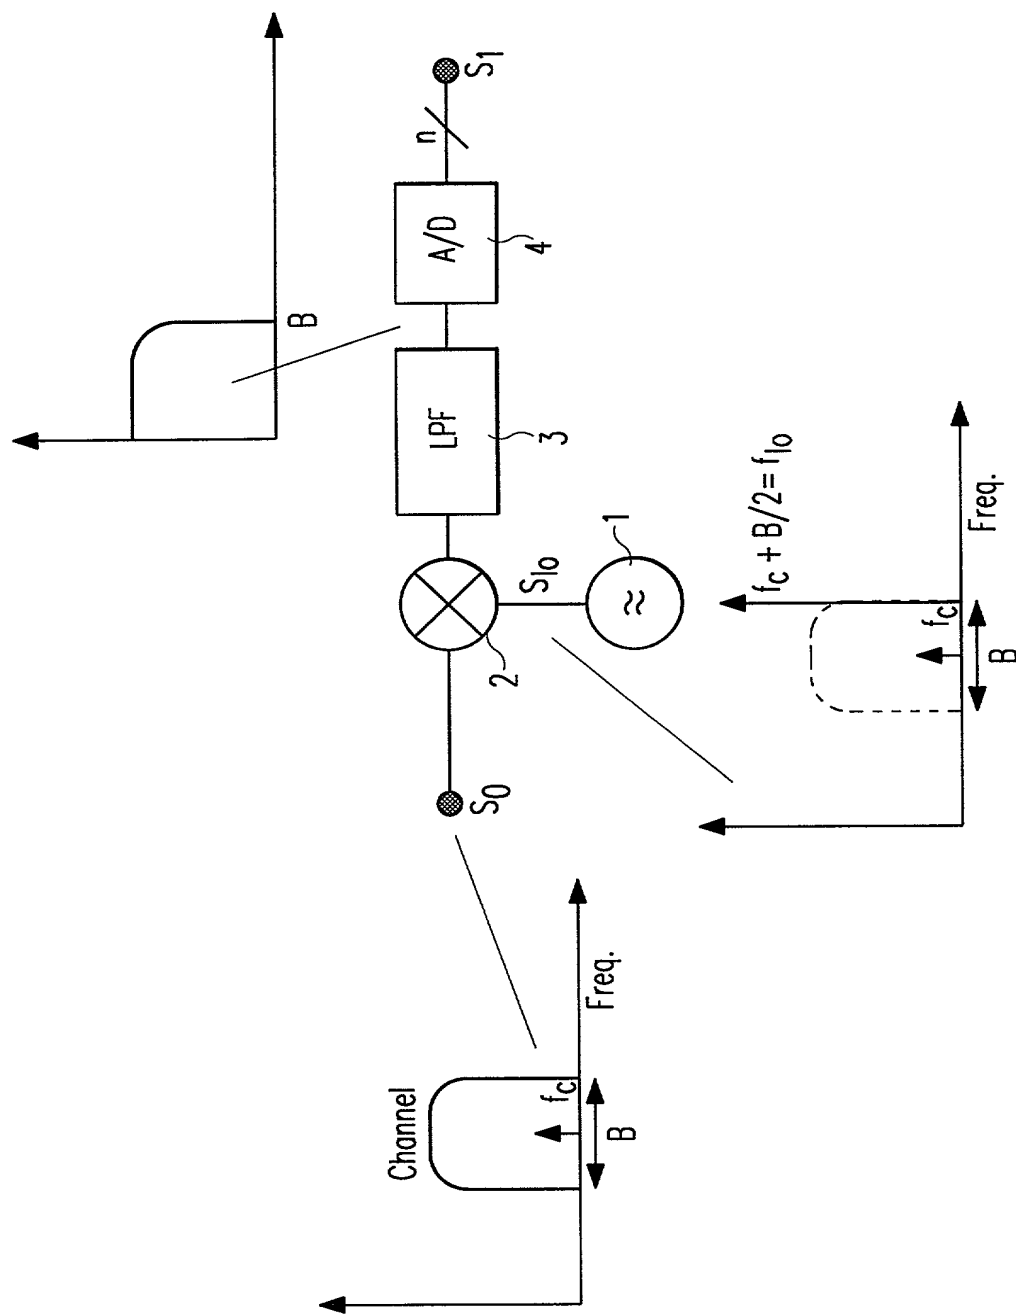 Channel
f_c
B
Freq.
S_0
2
S_lo
1
LPF
3
A/D
4
n
S_1
B
f_c + B/2 = f_lo
f_c
B
Freq.